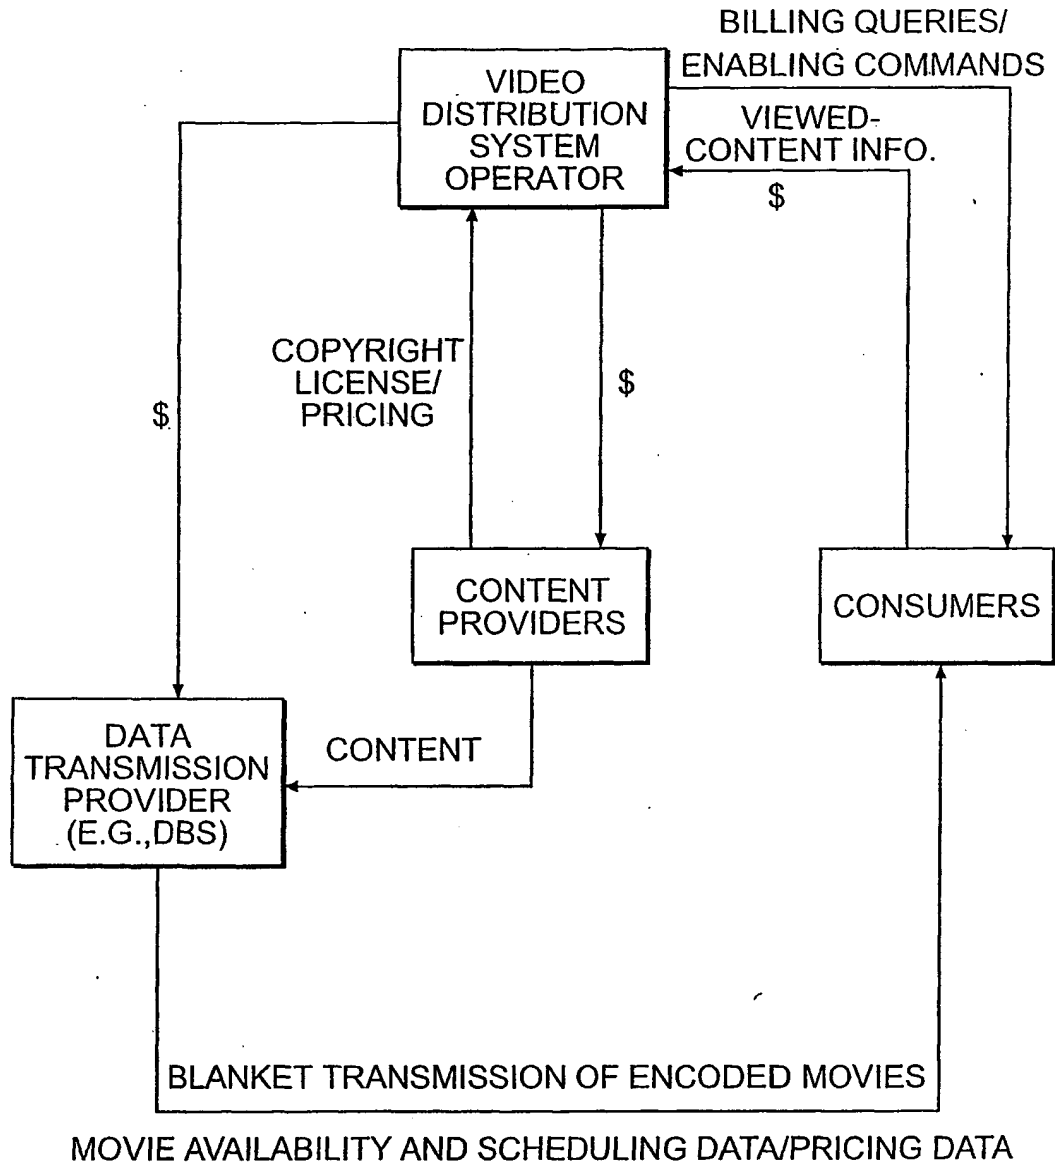 BILLING QUERIES/
ENABLING COMMANDS
VIDEO
DISTRIBUTION
SYSTEM
OPERATOR
VIEWED-
CONTENT INFO.
$
COPYRIGHT
LICENSE/
PRICING
$
$
CONTENT
PROVIDERS
CONSUMERS
DATA
TRANSMISSION
PROVIDER
(E.G.,DBS)
CONTENT
BLANKET TRANSMISSION OF ENCODED MOVIES
MOVIE AVAILABILITY AND SCHEDULING DATA/PRICING DATA